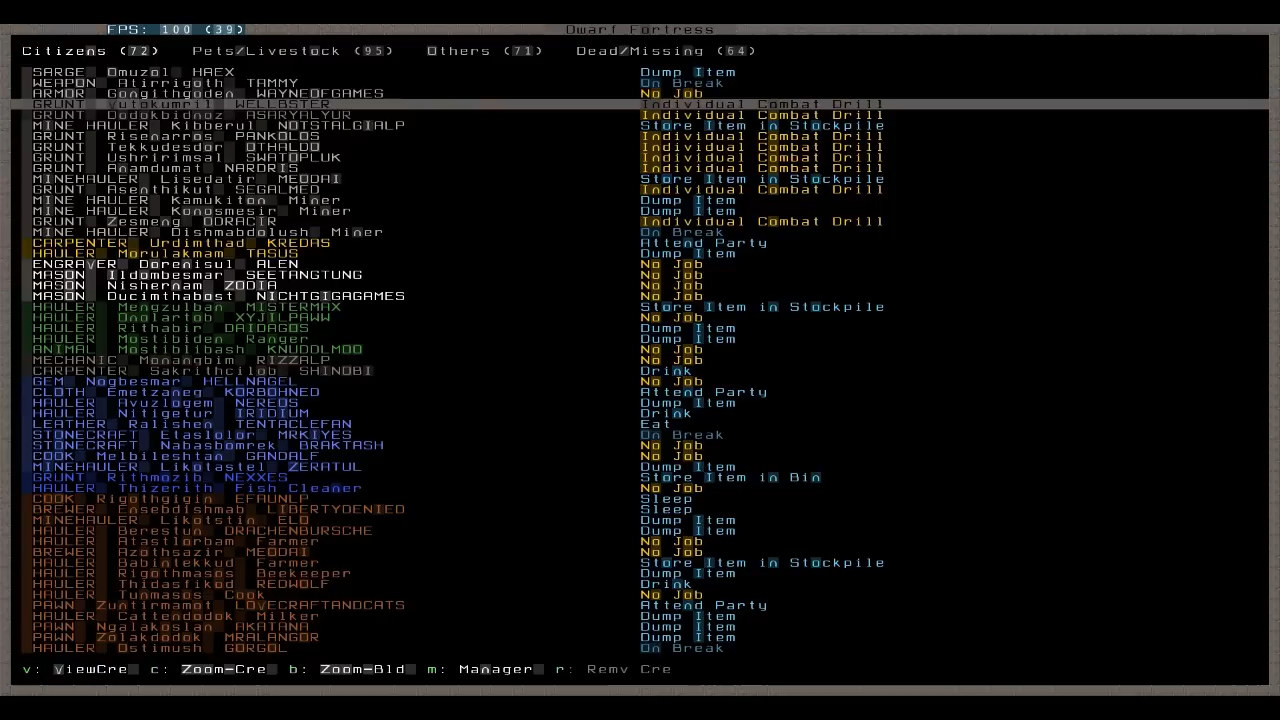 FPS: 100 (39) Dwarf Fortress
Citizens (72) Pets/Livestock (95) Others (71) Dead/Missing (64)
SARGE Omuzol HAEX Dump Item
WEAPON Atirrigoth TAMMY On Break
ARMOR Gongithgoden WAYNEOFGAMES No Job
GRUNT Vutokumril WELLBSTER Individual Combat Drill
GRUNT Dodokbidnoz ASARYALYUR Individual Combat Drill
MINE HAULER Kibberul NOTSTALGIALP Store Item in Stockpile
GRUNT Risenarros PANKOLOS Individual Combat Drill
GRUNT Tekkudesdor OTHALDO Individual Combat Drill
GRUNT Ushririmsal SWATOPLUK Individual Combat Drill
GRUNT Anamdumat NARDRIS Individual Combat Drill
MINEHAULER Lisedatir MEODAI Store Item in Stockpile
GRUNT Asenthikut SEGALMED Individual Combat Drill
MINE HAULER Kamukiton Miner Dump Item
MINE HAULER Konosmesir Miner Dump Item
GRUNT Zesmeng ODRACIR Individual Combat Drill
MINE HAULER Dishmabdolush Miner On Break
CARPENTER Urdimthad KREDAS Attend Party
HAULER Morulakmam TASUS Dump Item
ENGRAVER Dorenisul ALEN No Job
MASON Ildombesmar SEETANGTUNG No Job
MASON Nishernam ZODIA No Job
MASON Ducimthabost NICHTGIGAGAMES No Job
HAULER Mengzulban MISTERMAX Store Item in Stockpile
HAULER Onolartob XYJILPAWW No Job
HAULER Rithabir DAIDAGOS Dump Item
HAULER Mostibiden Ranger Dump Item
ANIMAL Mostiblibash KNUDDLMOO No Job
MECHANIC Monangbim RIZZALP No Job
CARPENTER Sakrithcilob SHINOBI Drink
GEM Nogbesmar HELLNAGEL No Job
CLOTH Emetzaneg KORBOHNED Attend Party
HAULER Avuzlogem NEREOS Dump Item
HAULER Nitigetur IRIDIUM Drink
LEATHER Ralishen TENTACLEFAN Eat
STONECRAFT Etaslolor MRKIYES On Break
STONECRAFT Nabasbomrek BRAKTASH No Job
COOK Melbileshtan GANDALF No Job
MINEHAULER Likotastel ZERATUL Dump Item
GRUNT Rithmozib NEXXES Store Item in Bin
HAULER Thizerith Fish Cleaner No Job
COOK Rigothgigin EFAUNLP Sleep
BREWER Ensebdishmab LIBERTYDENIED Sleep
MINEHAULER Likotstin ELO Dump Item
HAULER Berestun DRACHENBURSCHE Dump Item
HAULER Atastlorbam Farmer No Job
BREWER Azothsazir MEODAI No Job
HAULER Babintekkud Farmer Store Item in Stockpile
HAULER Rigothmasos Beekeeper Dump Item
HAULER Thidasfikod REDWOLF Drink
HAULER Tunmasos Cook No Job
PAWN Zuntirmamot LOVECRAFTANDCATS Attend Party
HAULER Cattendodok Milker Dump Item
PAWN Ngalakoslan AKATANA Dump Item
PAWN Zalakdodok MRALANGOR Dump Item
HAULER Ostimush GORGOL On Break
v: ViewCre c: Zoom-Cre b: Zoom-Bld m: Manager r: Remv Cre